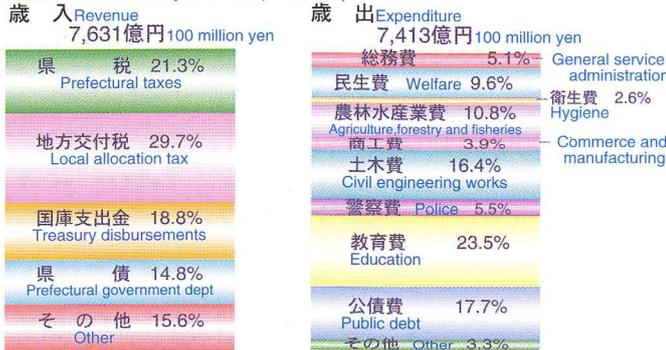 歳 入Revenue
7,631億円100 million yen
県 税 21.3%
Prefectural taxes
地方交付税 29.7%
Local allocation tax
国庫支出金 18.8%
Treasury disbursements
県 債 14.8%
Prefectural government dept
そ の 他 15.6%
Other
歳 出Expenditure
7,413億円100 million yen
総務費 5.1%
General service
administration
民生費 Welfare 9.6%
衛生費 2.6%
Hygiene
農林水産業費 10.8%
Agriculture,forestry and fisheries
商工費 3.9%
Commerce and
manufacturing
土木費 16.4%
Civil engineering works
警察費 Police 5.5%
教育費 23.5%
Education
公債費 17.7%
Public debt
その他 Other 3.3%